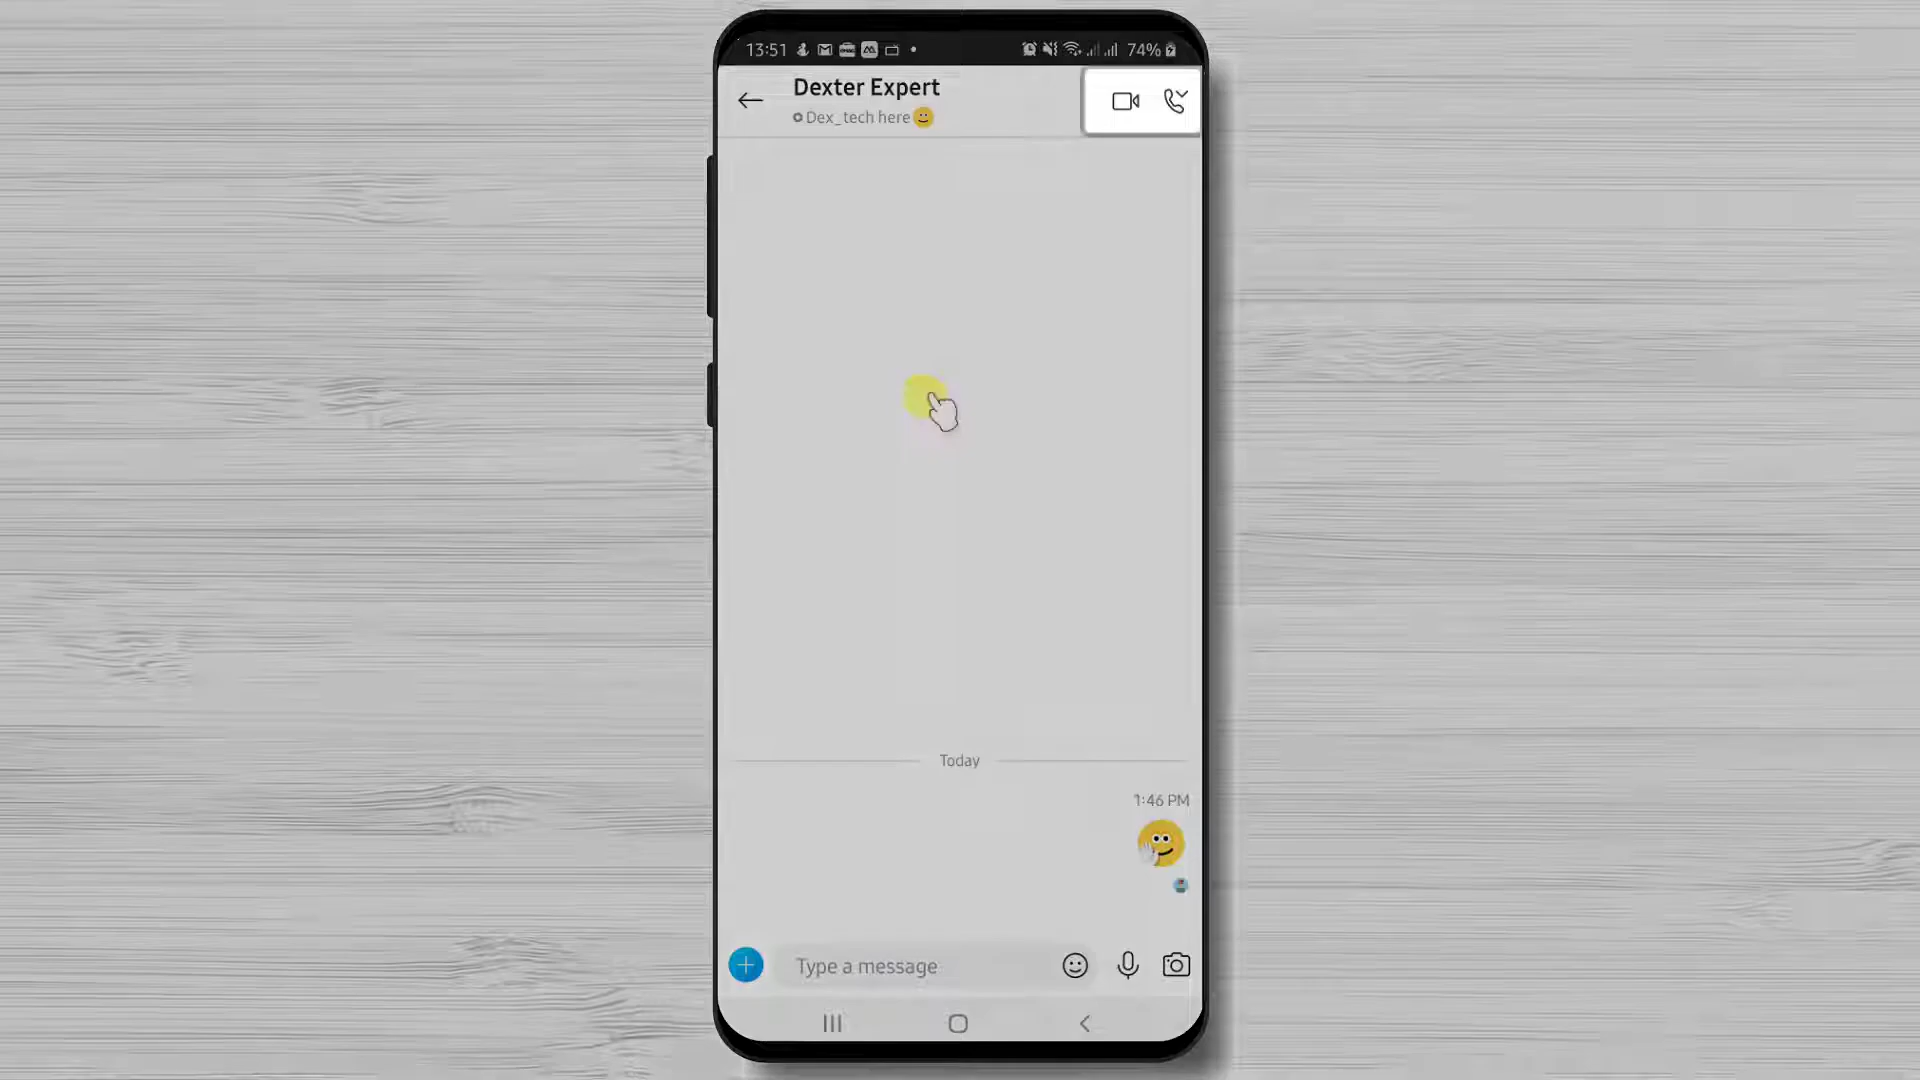 13:51 74%
Dexter Expert
Dex_tech here
Today
1:46 PM
Type a message